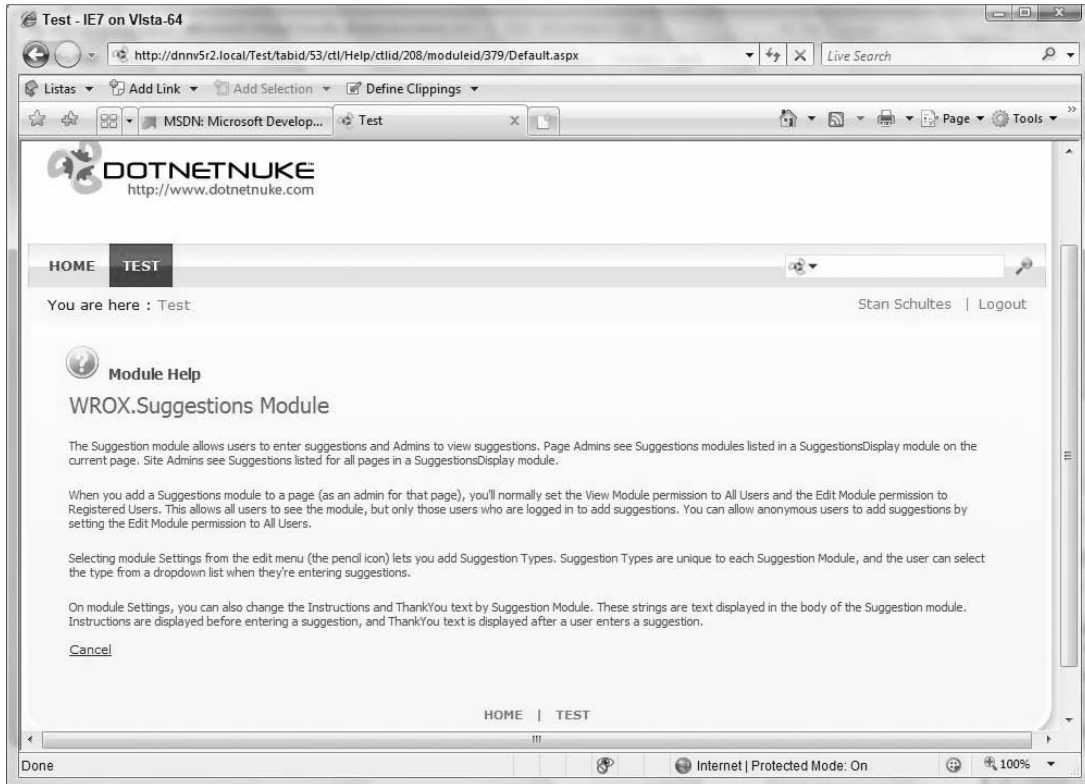 Test - IE7 on VIsta-64
http://dnnv5r2.local/Test/tabid/53/ctl/Help/ctlid/208/moduleid/379/Default.aspx
Live Search
Listas
Add Link
Add Selection
Define Clippings
MSDN: Microsoft Develop...
Test
Page
Tools
DOTNETNUKE
http://www.dotnetnuke.com
HOME
TEST
You are here : Test
Stan Schultes | Logout
Module Help
WROX.Suggestions Module
The Suggestion module allows users to enter suggestions and Admins to view suggestions. Page Admins see Suggestions modules listed in a SuggestionsDisplay module on the
current page. Site Admins see Suggestions listed for all pages in a SuggestionsDisplay module.
When you add a Suggestions module to a page (as an admin for that page), you'll normally set the View Module permission to All Users and the Edit Module permission to
Registered Users. This allows all users to see the module, but only those users who are logged in to add suggestions. You can allow anonymous users to add suggestions by
setting the Edit Module permission to All Users.
Selecting module Settings from the edit menu (the pencil icon) lets you add Suggestion Types. Suggestion Types are unique to each Suggestion Module, and the user can select
the type from a dropdown list when they're entering suggestions.
On module Settings, you can also change the Instructions and ThankYou text by Suggestion Module. These strings are text displayed in the body of the Suggestion module.
Instructions are displayed before entering a suggestion, and ThankYou text is displayed after a user enters a suggestion.
Cancel
HOME | TEST
Done
Internet | Protected Mode: On
100%